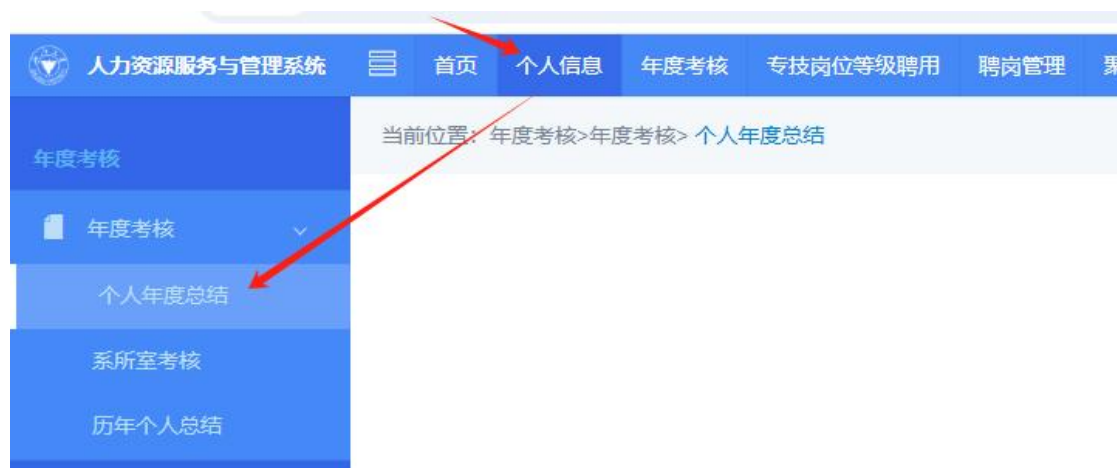 人力资源服务与管理系统 首页 个人信息 年度考核 专技岗位等级聘用 聘岗管理
当前位置：年度考核>年度考核> 个人年度总结
年度考核
年度考核
个人年度总结
系所室考核
历年个人总结